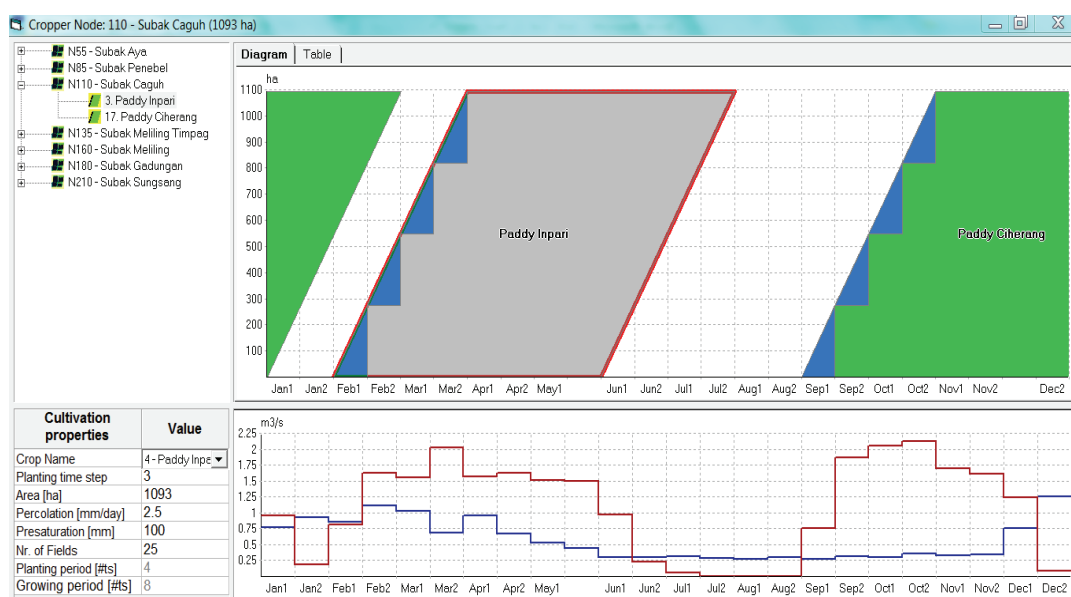 Cropper Node: 110 - Subak Caguh (1093 ha)
N55 - Subak Aya
N85 - Subak Penebel
N110 - Subak Caguh
3. Paddy Inpari
17. Paddy Ciherang
N135 - Subak Meliling Timpag
N160 - Subak Meliling
N180 - Subak Gadungan
N210 - Subak Sungsang
Diagram Table
ha
1100
1000
900
800
700
600
500
400
300
200
100
Paddy Inpari
Paddy Ciherang
Jan1 Jan2 Feb1 Feb2 Mar1 Mar2 Apr1 Apr2 May1 Jun1 Jun2 Jul1 Jul2 Aug1 Aug2 Sep1 Sep2 Oct1 Oct2 Nov1 Nov2 Dec2
Cultivation properties Value
Crop Name 4 - Paddy Inpa
Planting time step 3
Area [ha] 1093
Percolation [mm/day] 2.5
Presaturation [mm] 100
Nr. of Fields 25
Planting period [#ts] 4
Growing period [#ts] 8
m3/s
2.25
2
1.75
1.5
1.25
1
0.75
0.5
0.25
Jan1 Jan2 Feb1 Feb2 Mar1 Mar2 Apr1 Apr2 May1 Jun1 Jun2 Jul1 Jul2 Aug1 Aug2 Sep1 Sep2 Oct1 Oct2 Nov1 Nov2 Dec1 Dec2